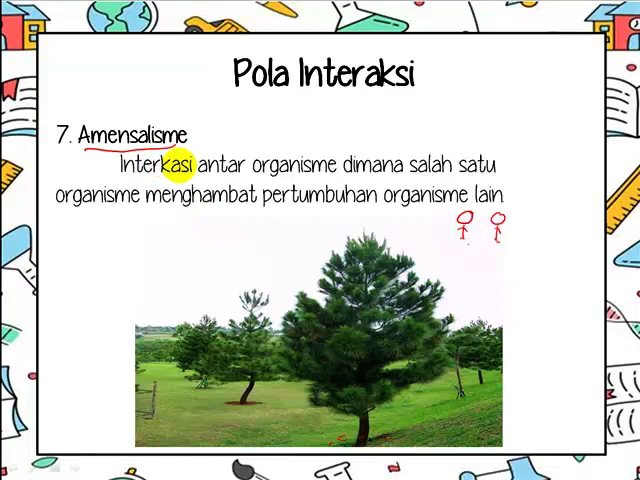 Pola Interaksi
7. Amensalisme
Interkasi antar organisme dimana salah satu
organisme menghambat pertumbuhan organisme lain.